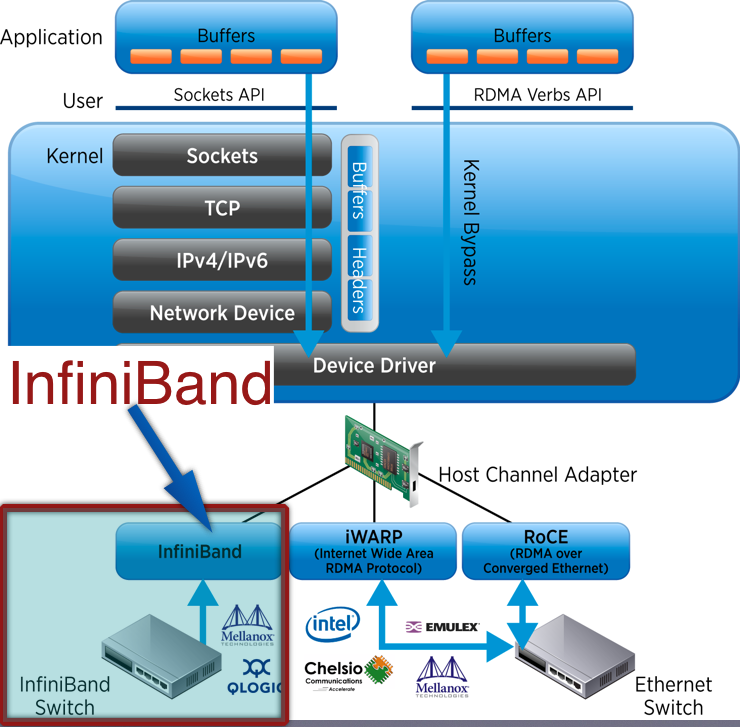 Application
Buffers
Buffers
User
Sockets API
RDMA Verbs API
Kernel
Sockets
TCP
IPv4/IPv6
Network Device
Buffers
Headers
Kernel Bypass
Device Driver
InfiniBand
Host Channel Adapter
InfiniBand
iWARP
(Internet Wide Area
RDMA Protocol)
RoCE
(RDMA over
Converged Ethernet)
Mellanox
TECHNOLOGIES
QLOGIC
intel
EMULEX
Chelsio
Communications
Accelerate
Mellanox
TECHNOLOGIES
InfiniBand
Switch
Ethernet
Switch